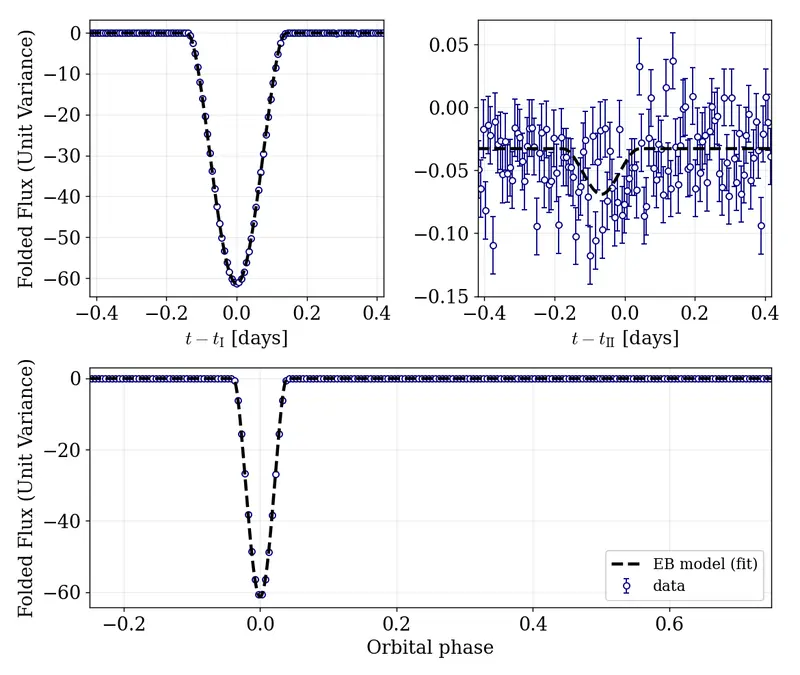 Folded Flux (Unit Variance)
0
−10
−20
−30
−40
−50
−60
−0.4 −0.2 0.0 0.2 0.4
t − tI [days]
0.05
0.00
−0.05
−0.10
−0.15
−0.4 −0.2 0.0 0.2 0.4
t − tII [days]
Folded Flux (Unit Variance)
0
−20
−40
−60
EB model (fit)
data
−0.2 0.0 0.2 0.4 0.6
Orbital phase